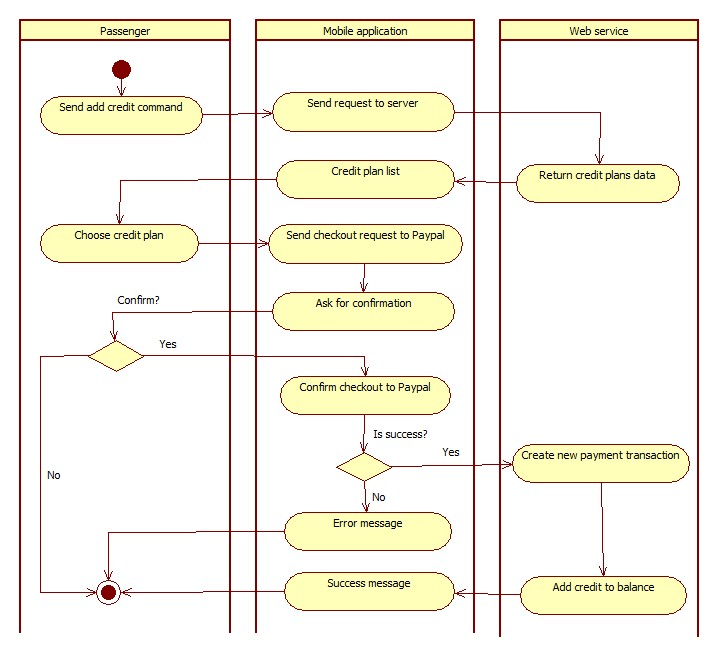 Passenger
Mobile application
Web service
Send add credit command
Send request to server
Credit plan list
Return credit plans data
Choose credit plan
Send checkout request to Paypal
Ask for confirmation
Confirm?
Yes
Confirm checkout to Paypal
Is success?
Yes
Create new payment transaction
No
No
Error message
Success message
Add credit to balance